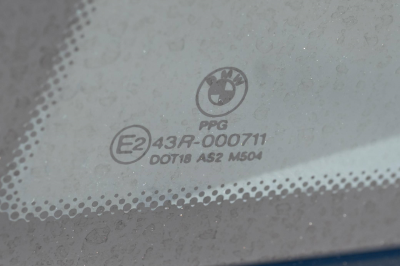 BMW
PPG
E2 43R-000711
DOT18 AS2 M504